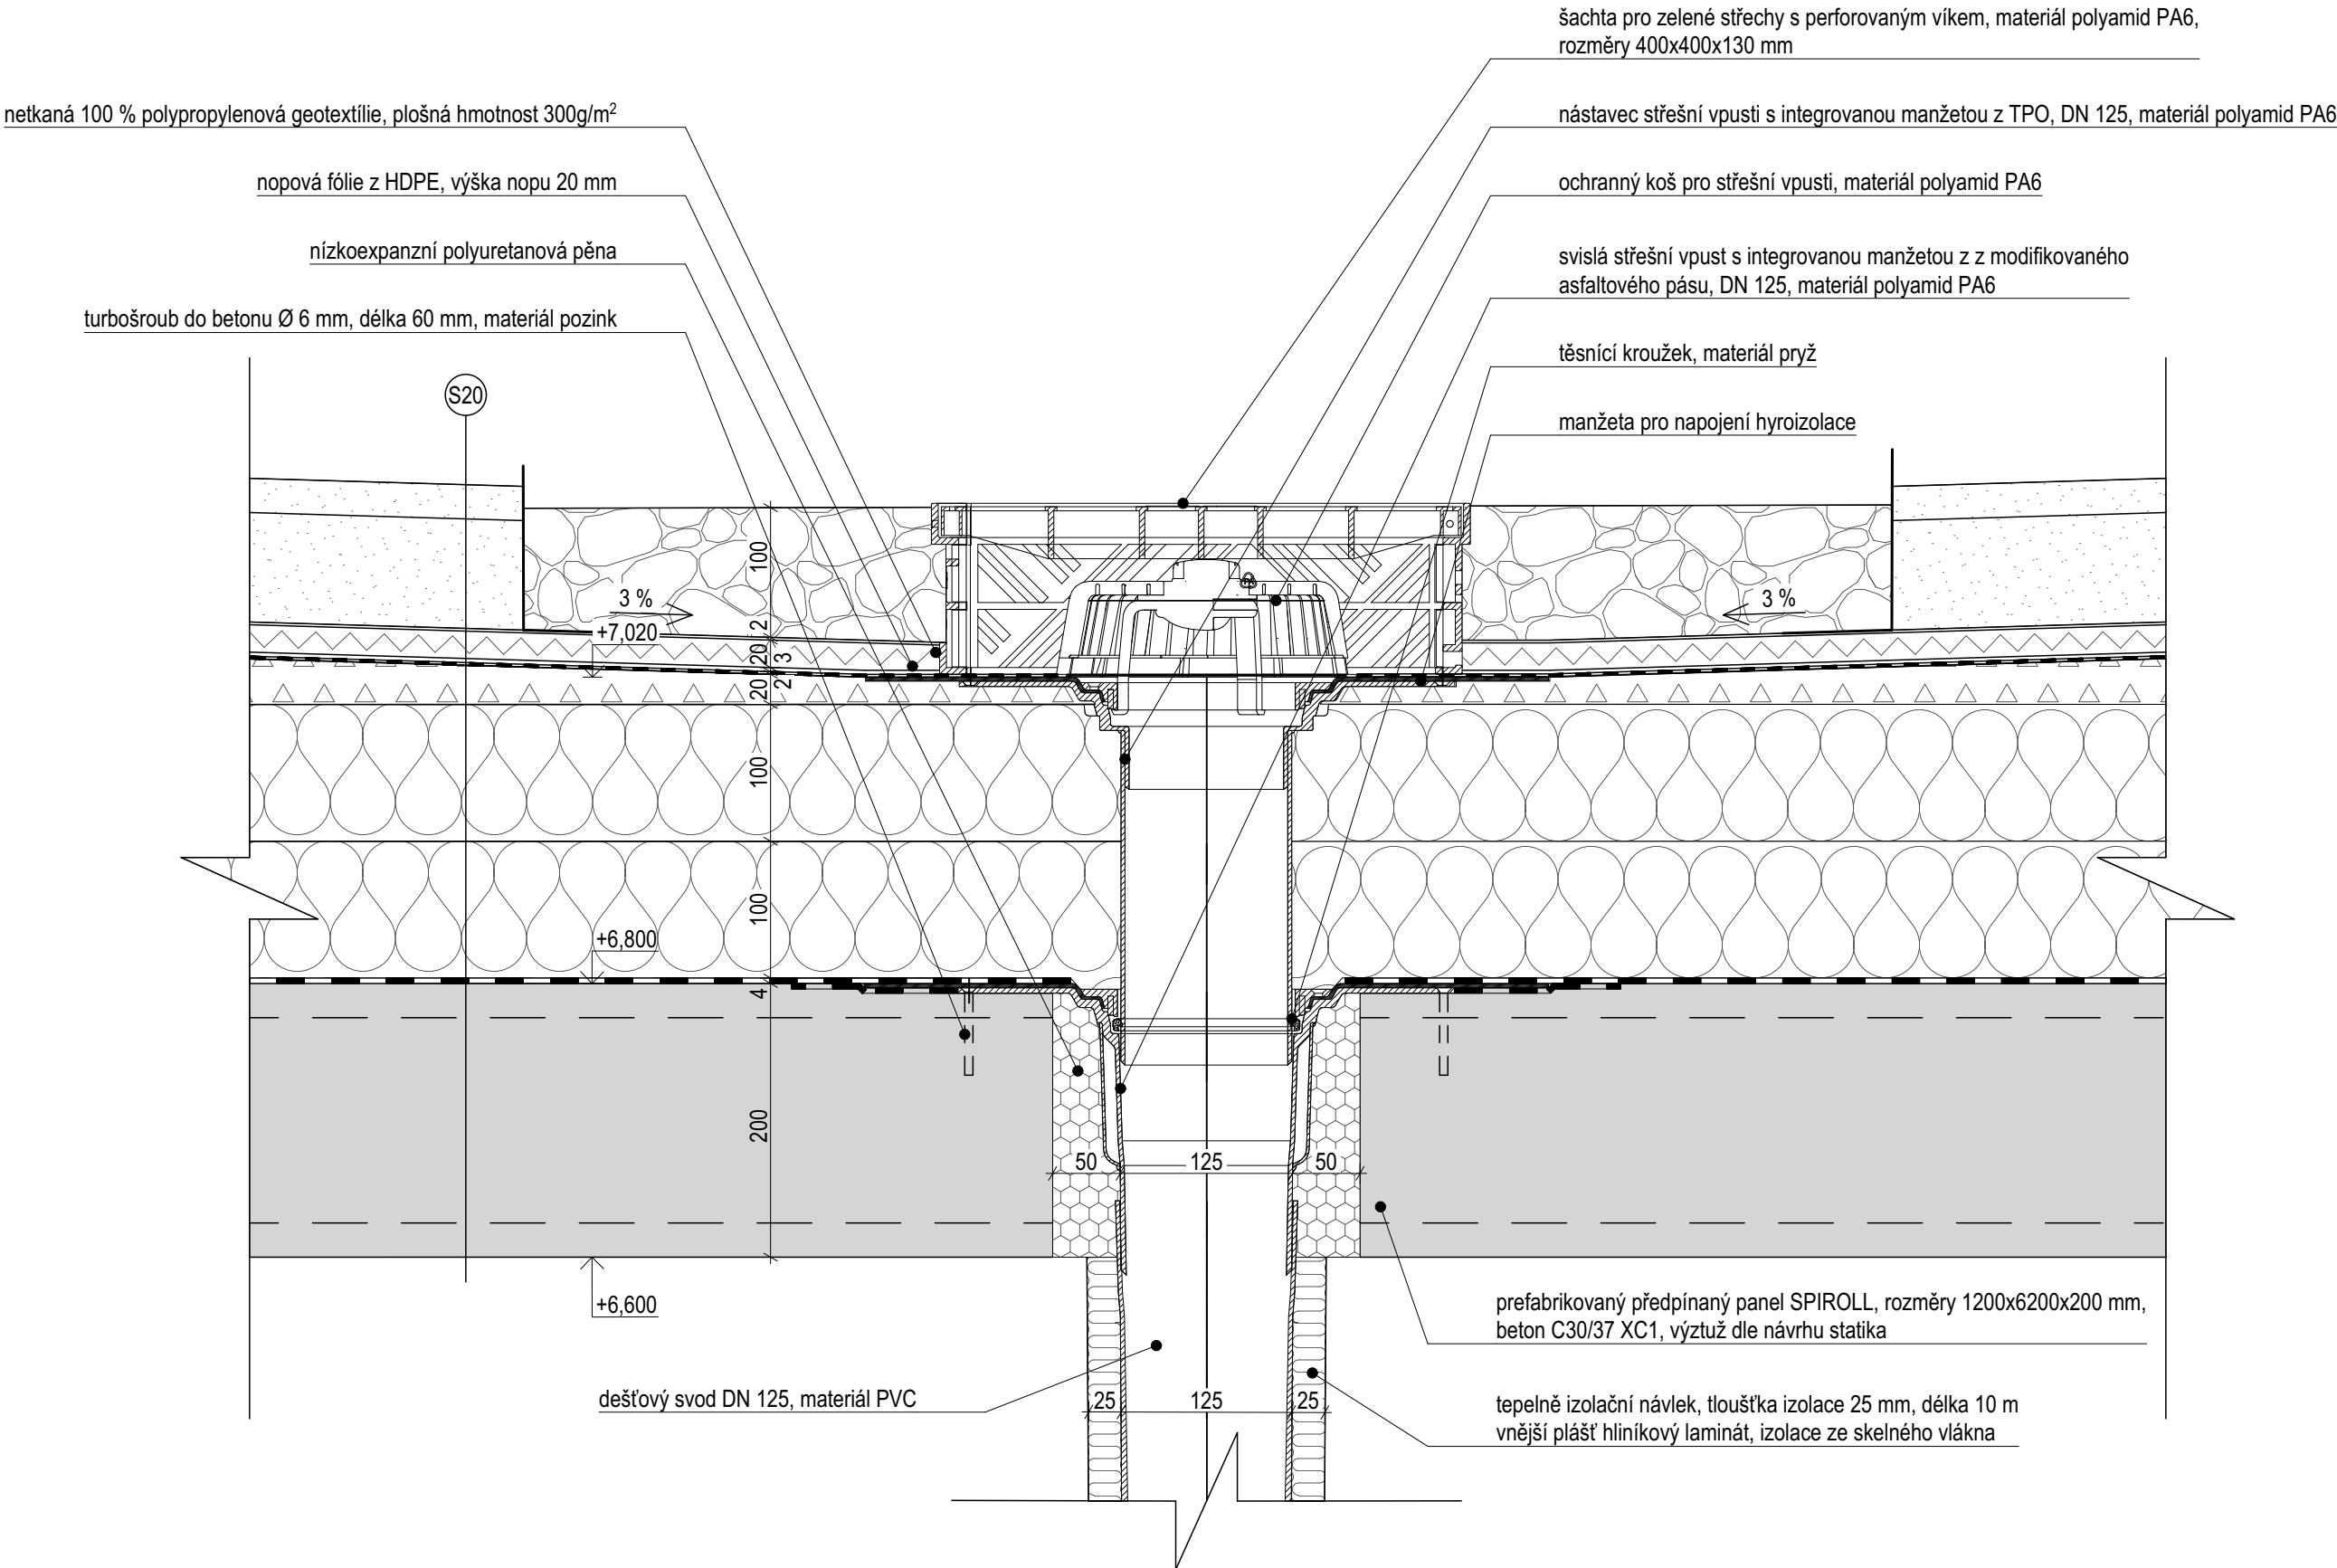 šachta pro zelené střechy s perforovaným víkem, materiál polyamid PA6,
rozměry 400x400x130 mm
netkaná 100 % polypropylenová geotextílie, plošná hmotnost 300g/m²
nástavec střešní vpusti s integrovanou manžetou z TPO, DN 125, materiál polyamid PA6
nopová fólie z HDPE, výška nopu 20 mm
ochranný koš pro střešní vpusti, materiál polyamid PA6
nízkoexpanzní polyuretanová pěna
svislá střešní vpust s integrovanou manžetou z z modifikovaného
asfaltového pásu, DN 125, materiál polyamid PA6
turbošroub do betonu Ø 6 mm, délka 60 mm, materiál pozink
těsnící kroužek, materiál pryž
S20
manžeta pro napojení hyroizolace
100
3 %
3 %
2
+7,020
20
3
2
20
100
100
+6,800
4
200
50
125
50
+6,600
prefabrikovaný předpínaný panel SPIROLL, rozměry 1200x6200x200 mm,
beton C30/37 XC1, výztuž dle návrhu statika
dešťový svod DN 125, materiál PVC
25
125
25
tepelně izolační návlek, tloušťka izolace 25 mm, délka 10 m
vnější plášť hliníkový laminát, izolace ze skelného vlákna